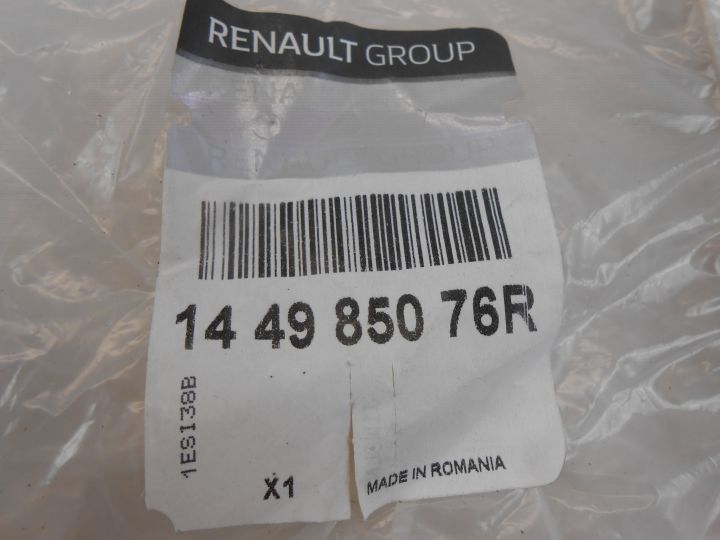 RENAULT GROUP
14 49 850 76R
1ES138B
X1
MADE IN ROMANIA